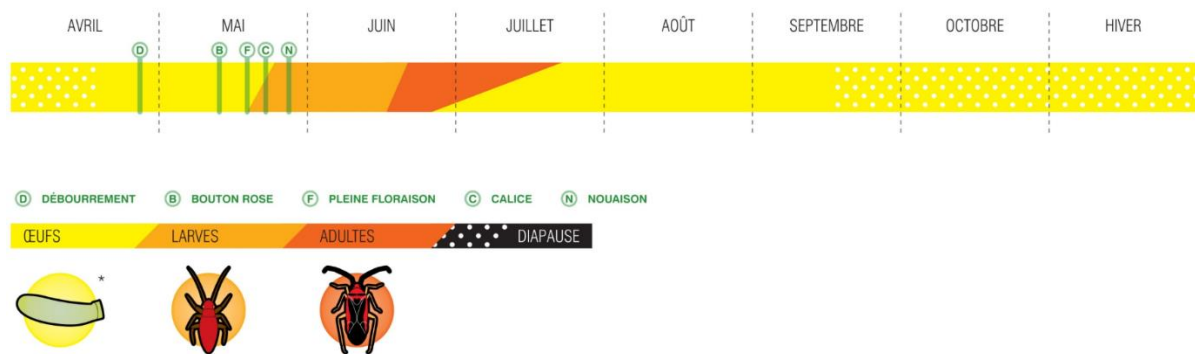 AVRIL MAI JUIN JUILLET AOÛT SEPTEMBRE OCTOBRE HIVER
D B F C N
D DÉBOURREMENT B BOUTON ROSE F PLEINE FLORAISON C CALICE N NOUAISON
ŒUFS LARVES ADULTES DIAPAUSE
*